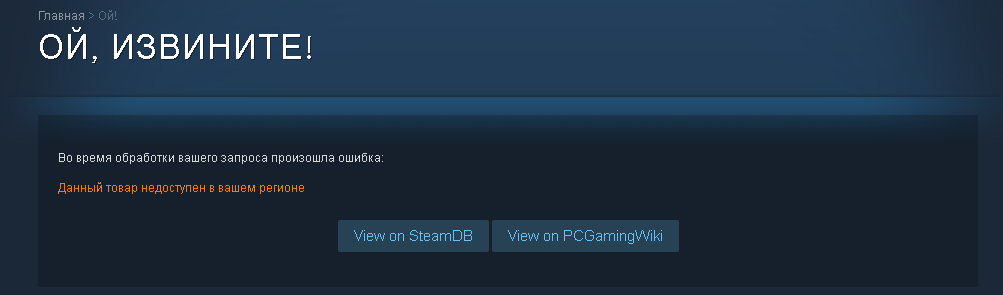 Главная > Ой!
ОЙ, ИЗВИНИТЕ!
Во время обработки вашего запроса произошла ошибка:
Данный товар недоступен в вашем регионе
View on SteamDB View on PCGamingWiki